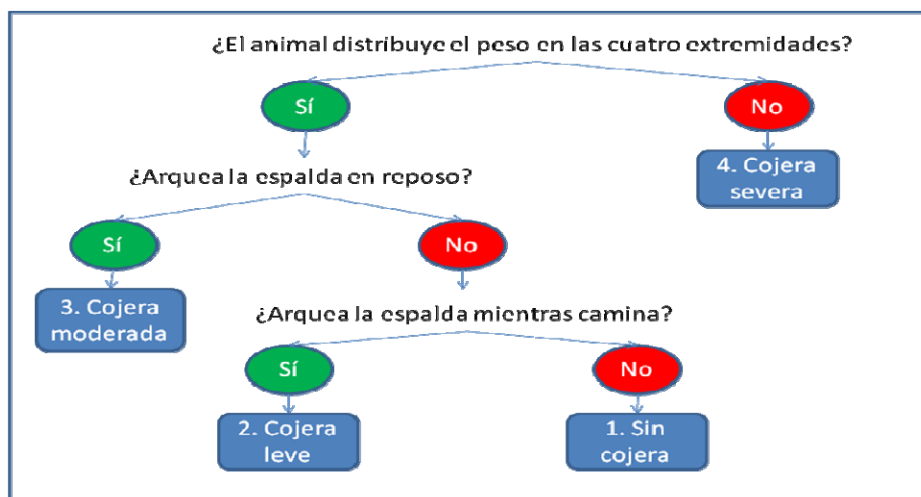 ¿El animal distribuye el peso en las cuatro extremidades?
Sí
No
¿Arquea la espalda en reposo?
4. Cojera
severa
Sí
No
3. Cojera
moderada
¿Arquea la espalda mientras camina?
Sí
No
2. Cojera
leve
1. Sin
cojera